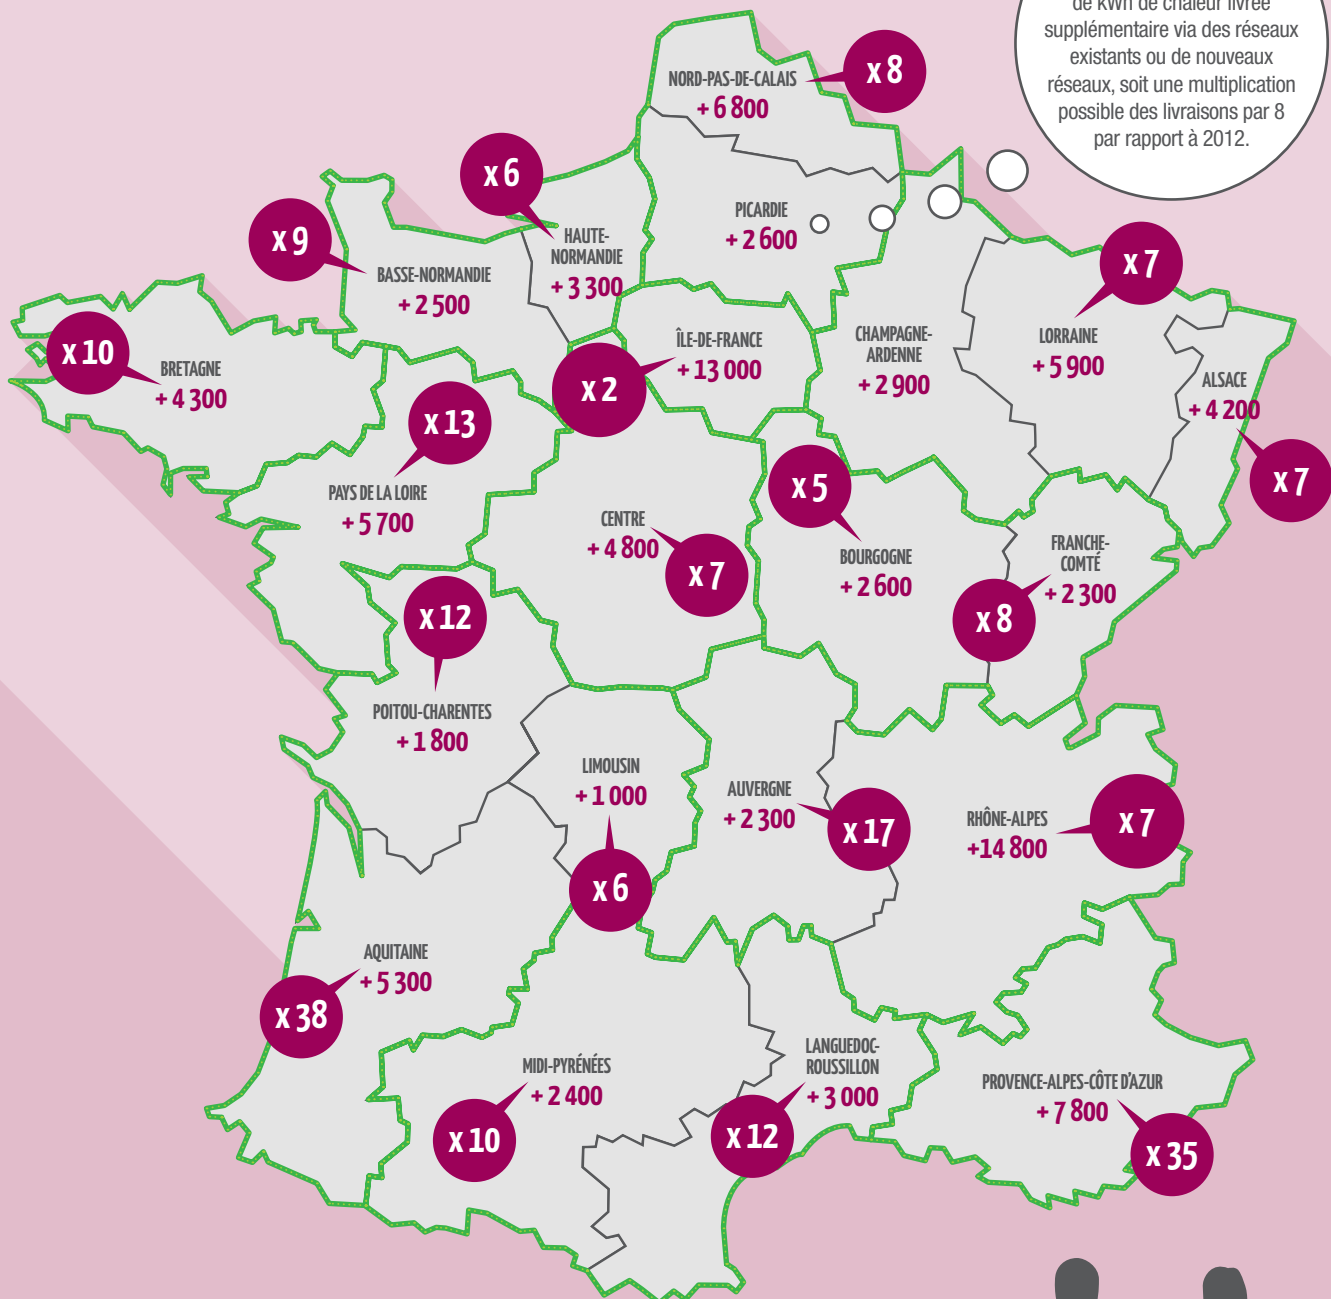 de kWh de chaleur livrée
supplémentaire via des réseaux
existants ou de nouveaux
réseaux, soit une multiplication
possible des livraisons par 8
par rapport à 2012.
NORD-PAS-DE-CALAIS
+ 6 800
x 8
x 6
HAUTE-
NORMANDIE
+ 3 300
PICARDIE
+ 2 600
x 9
BASSE-NORMANDIE
+ 2 500
x 7
LORRAINE
+ 5 900
x 10
BRETAGNE
+ 4 300
ÎLE-DE-FRANCE
+ 13 000
x 2
CHAMPAGNE-
ARDENNE
+ 2 900
ALSACE
+ 4 200
x 7
x 13
PAYS DE LA LOIRE
+ 5 700
CENTRE
+ 4 800
x 7
x 5
BOURGOGNE
+ 2 600
FRANCHE-
COMTÉ
+ 2 300
x 8
x 12
POITOU-CHARENTES
+ 1 800
LIMOUSIN
+ 1 000
x 6
AUVERGNE
+ 2 300
x 17
RHÔNE-ALPES
+14 800
x 7
AQUITAINE
+ 5 300
x 38
MIDI-PYRÉNÉES
+ 2 400
x 10
LANGUEDOC-
ROUSSILLON
+ 3 000
x 12
PROVENCE-ALPES-CÔTE D'AZUR
+ 7 800
x 35